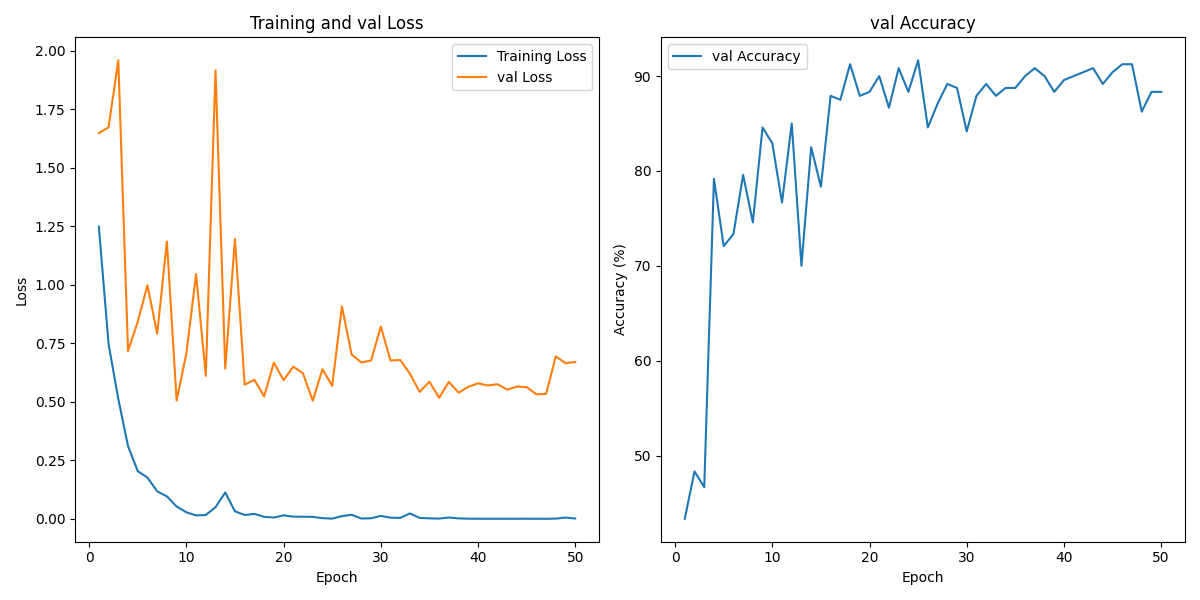 Training and val Loss
Training Loss
val Loss
2.00
1.75
1.50
1.25
1.00
0.75
0.50
0.25
0.00
Loss
0 10 20 30 40 50
Epoch
val Accuracy
val Accuracy
90
80
70
60
50
Accuracy (%)
0 10 20 30 40 50
Epoch